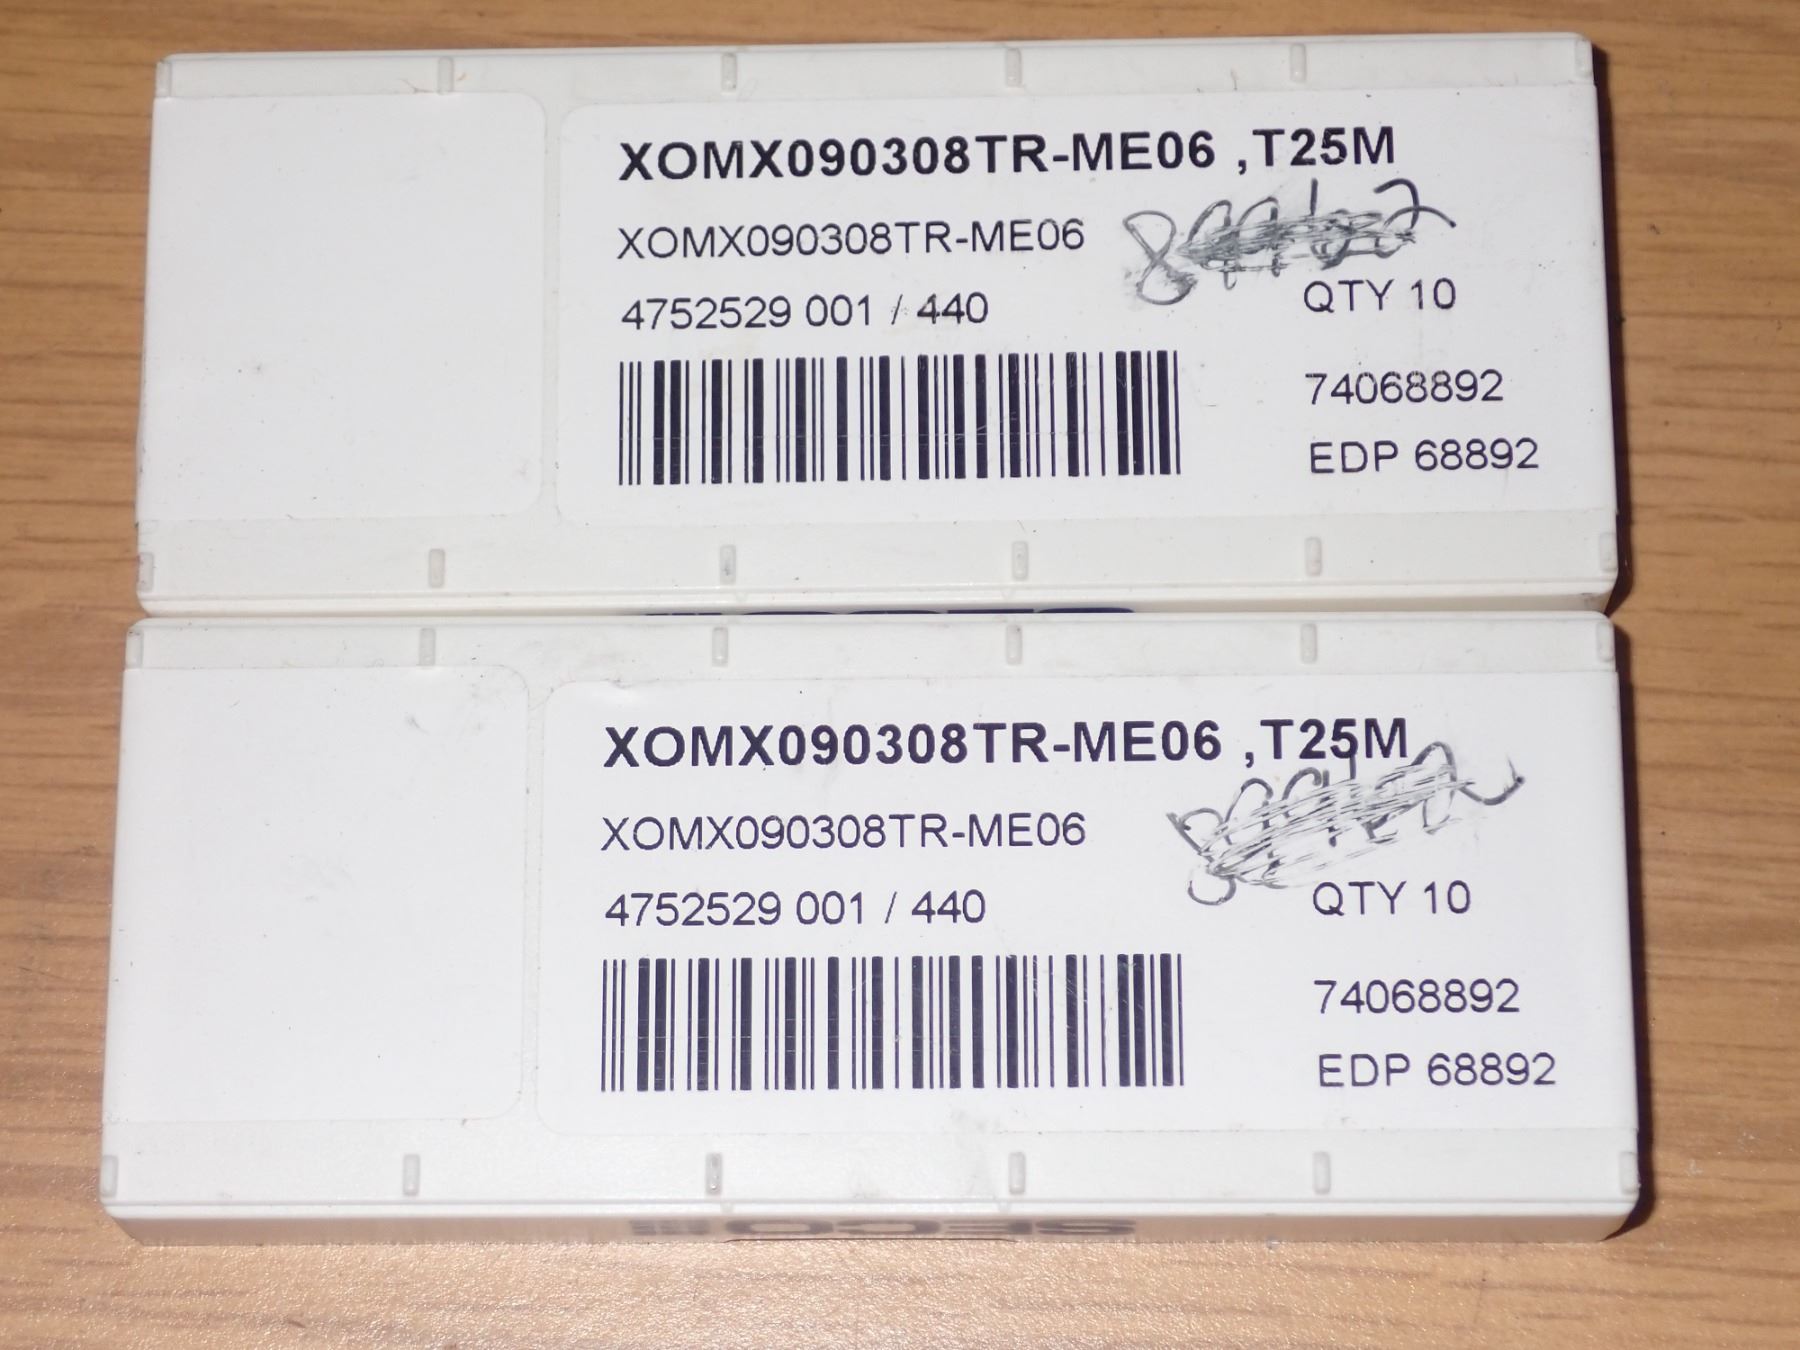 XOMX090308TR-ME06 ,T25M
XOMX090308TR-ME06
4752529 001 / 440
QTY 10
74068892
EDP 68892
XOMX090308TR-ME06 ,T25M
XOMX090308TR-ME06
4752529 001 / 440
QTY 10
74068892
EDP 68892
SECO